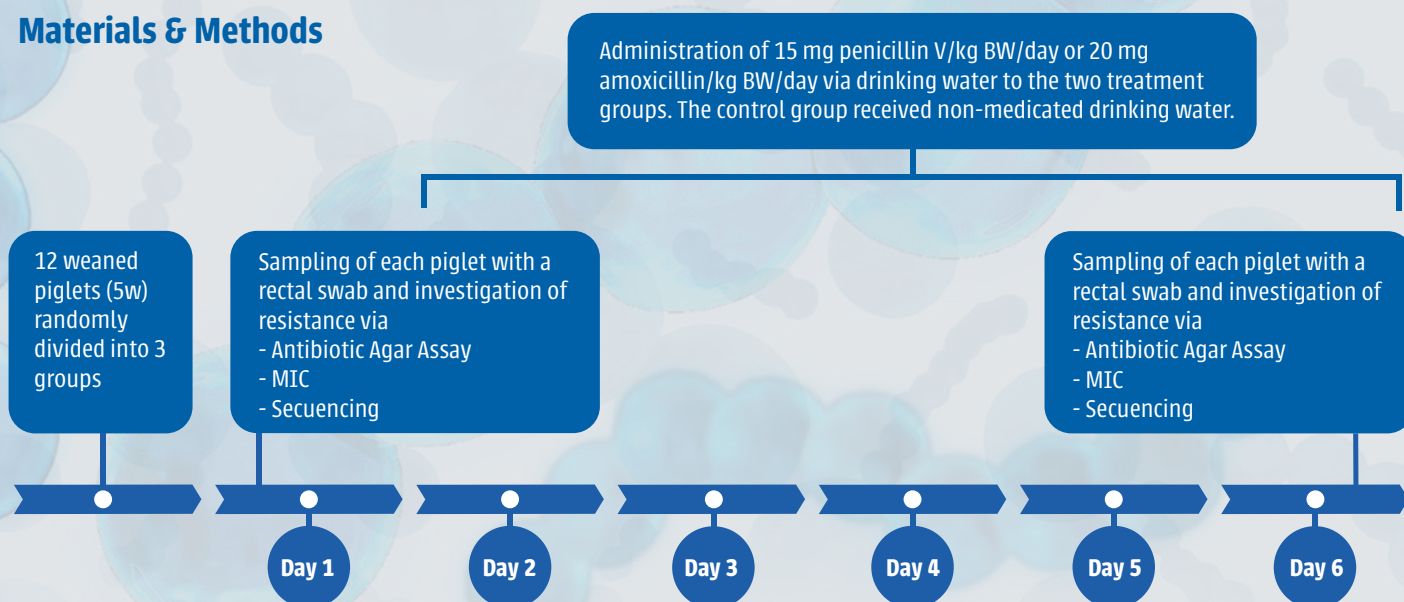 Materials & Methods
Administration of 15 mg penicillin V/kg BW/day or 20 mg
amoxicillin/kg BW/day via drinking water to the two treatment
groups. The control group received non-medicated drinking water.
12 weaned
piglets (5w)
randomly
divided into 3
groups
Sampling of each piglet with a
rectal swab and investigation of
resistance via
- Antibiotic Agar Assay
- MIC
- Secuencing
Sampling of each piglet with a
rectal swab and investigation of
resistance via
- Antibiotic Agar Assay
- MIC
- Secuencing
Day 1
Day 2
Day 3
Day 4
Day 5
Day 6